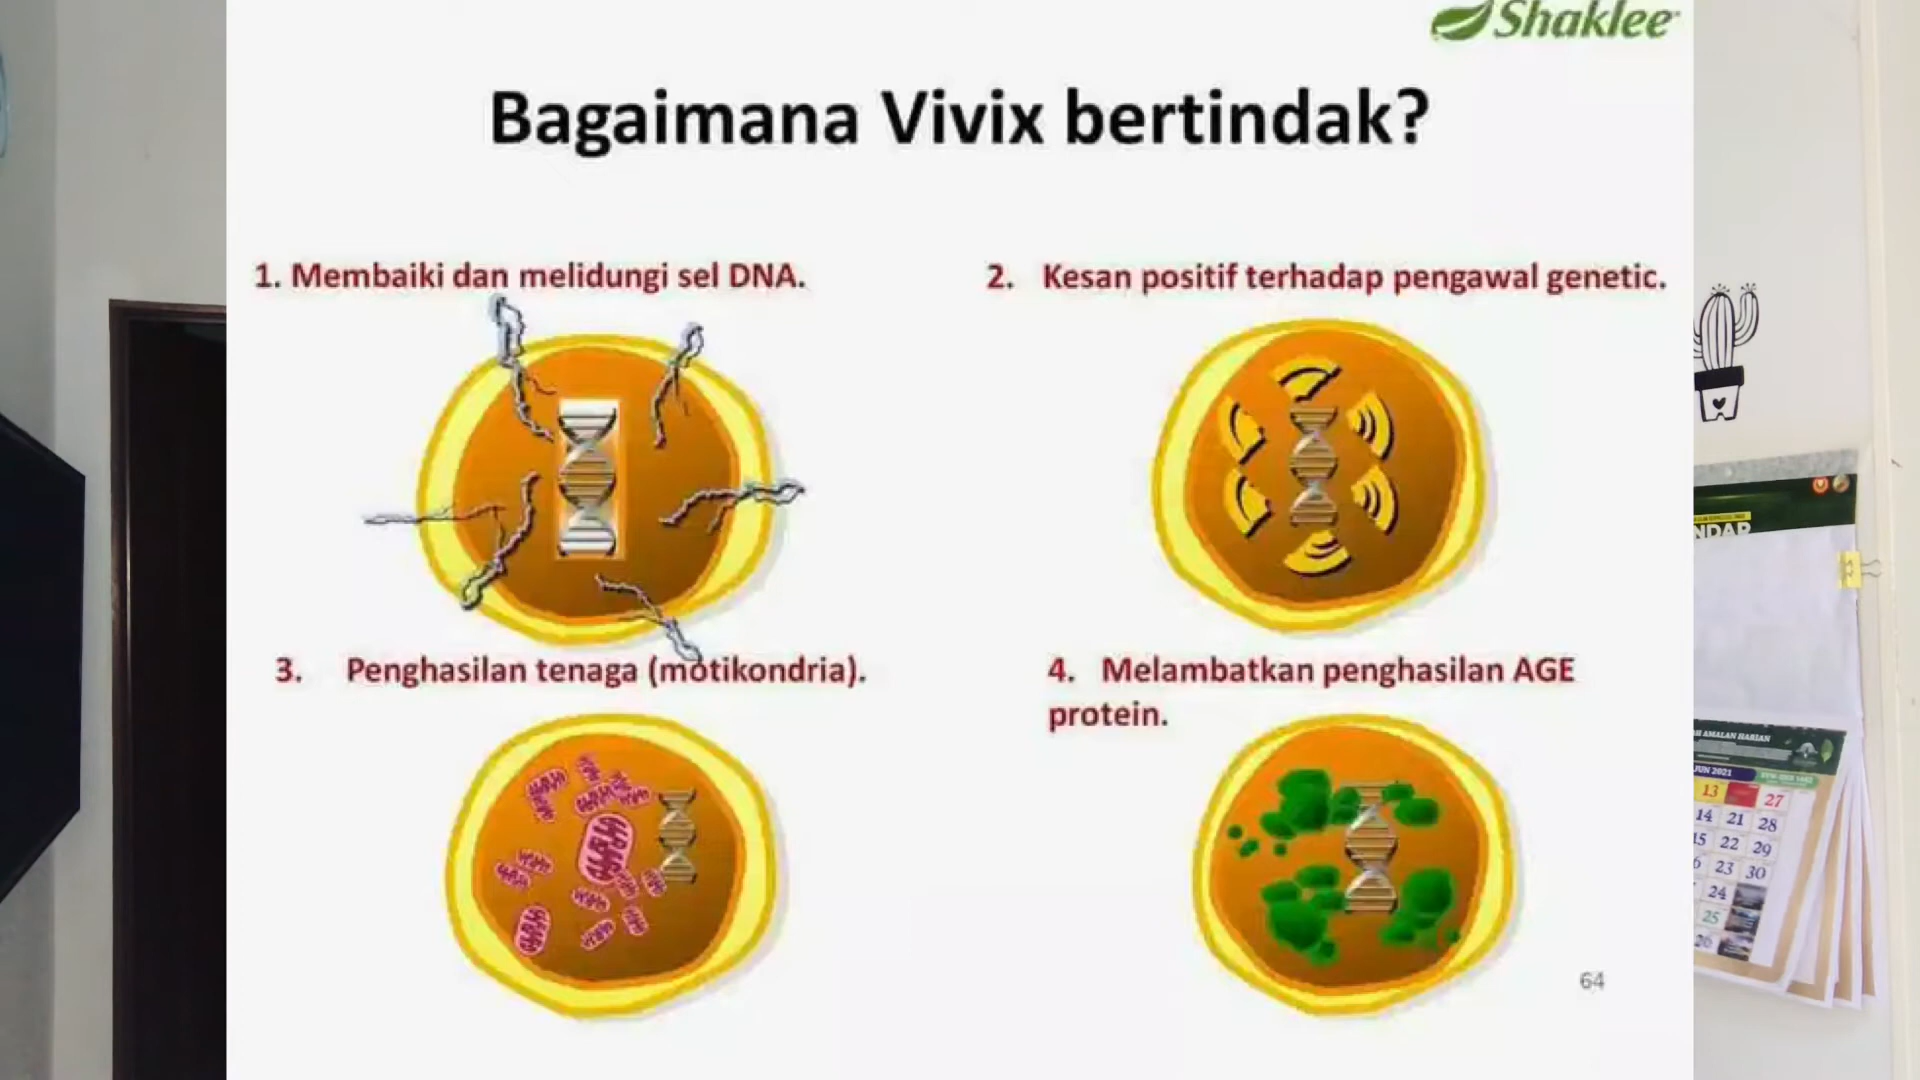 Shaklee
Bagaimana Vivix bertindak?
1. Membaiki dan melidungi sel DNA.
2. Kesan positif terhadap pengawal genetic.
3. Penghasilan tenaga (motikondria).
4. Melambatkan penghasilan AGE
protein.
64
NDAR
AMALAN HARIAN
JUN 2021
13 27
14 21 28
15 22 29
23 30
24
25
26